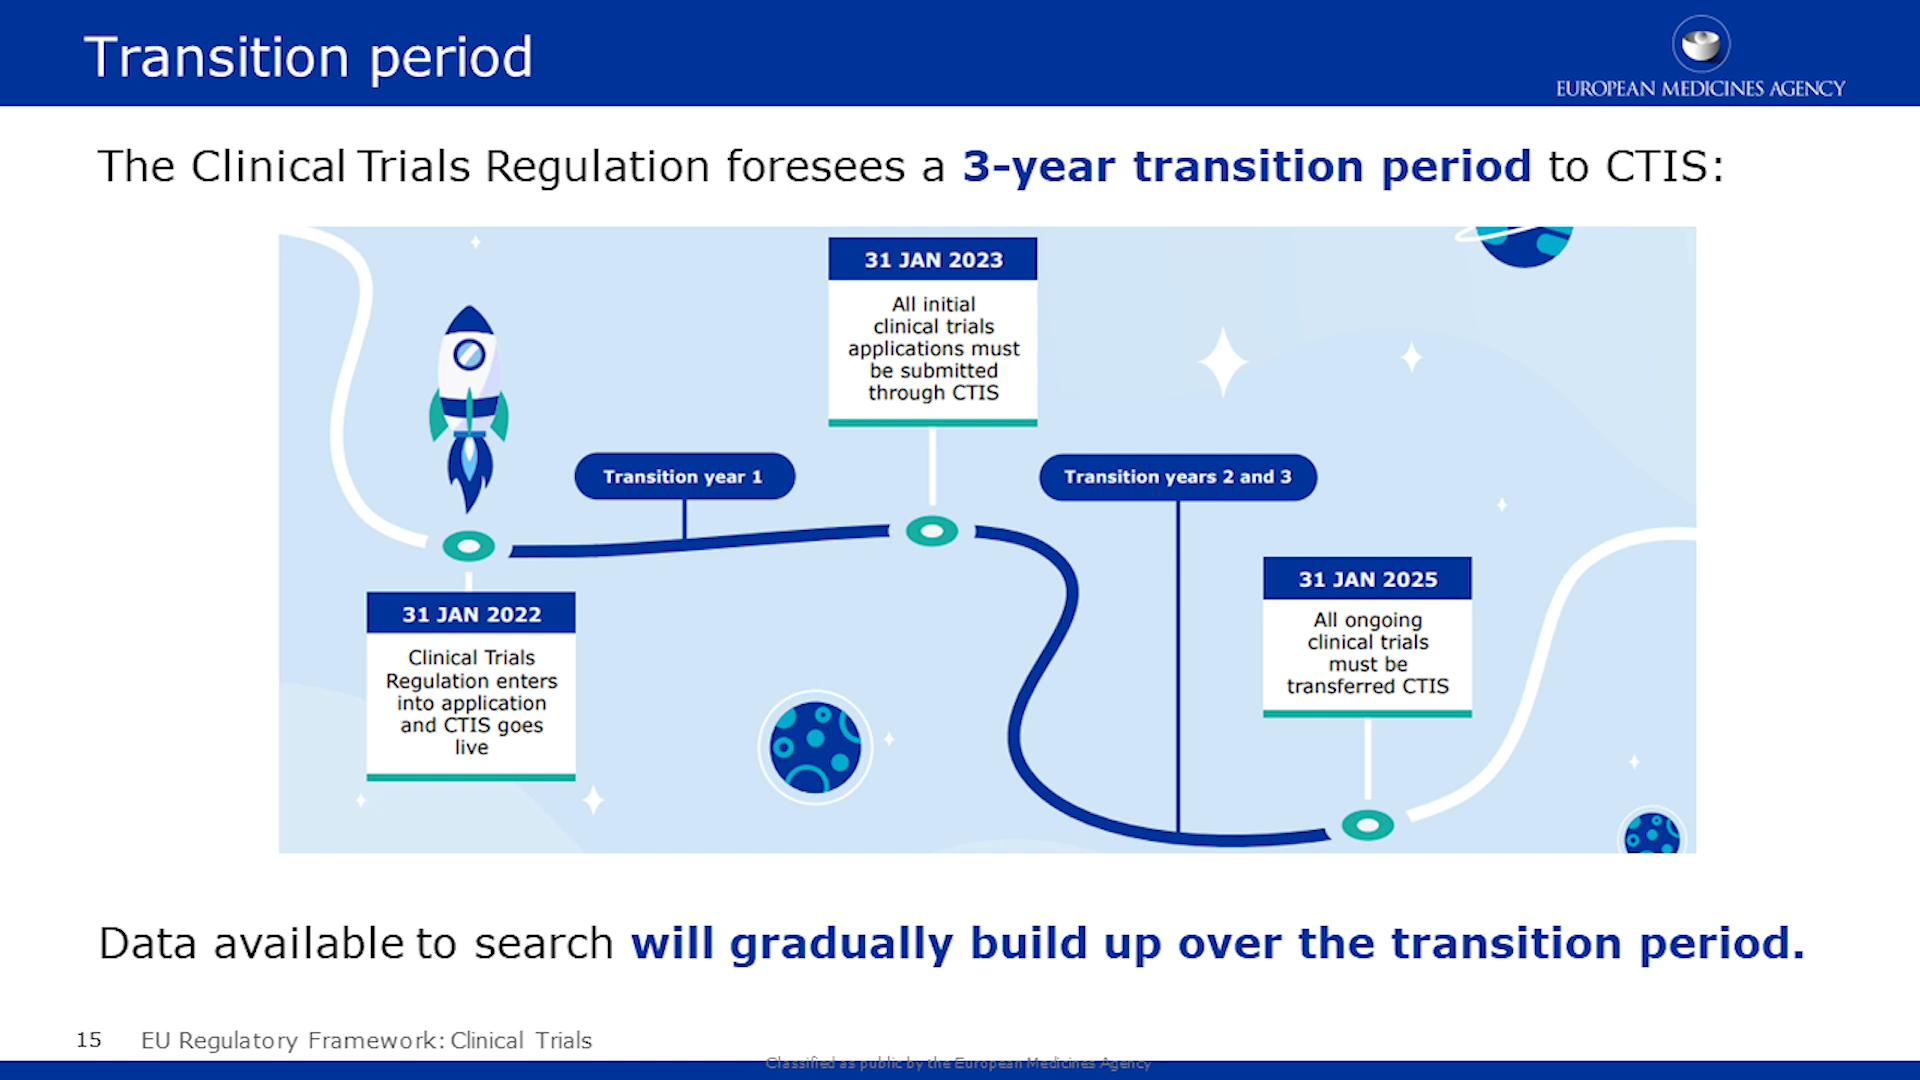 Transition period
EUROPEAN MEDICINES AGENCY
The Clinical Trials Regulation foresees a 3-year transition period to CTIS:
31 JAN 2023
All initial
clinical trials
applications must
be submitted
through CTIS
Transition year 1
Transition years 2 and 3
31 JAN 2022
Clinical Trials
Regulation enters
into application
and CTIS goes
live
31 JAN 2025
All ongoing
clinical trials
must be
transferred CTIS
Data available to search will gradually build up over the transition period.
15 EU Regulatory Framework: Clinical Trials
Classified as public by the European Medicines Agency